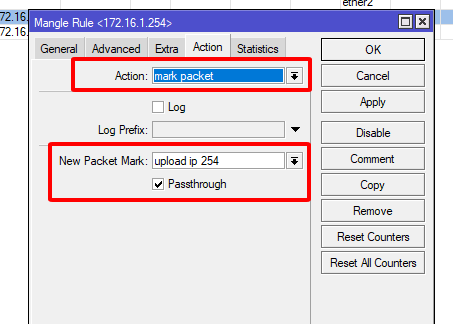 ether2
172.16.
172.16.
Mangle Rule <172.16.1.254>
General Advanced Extra Action Statistics
OK
Action: mark packet
Cancel
Log
Apply
Log Prefix:
Disable
New Packet Mark: upload ip 254
Comment
Passthrough
Copy
Remove
Reset Counters
Reset All Counters